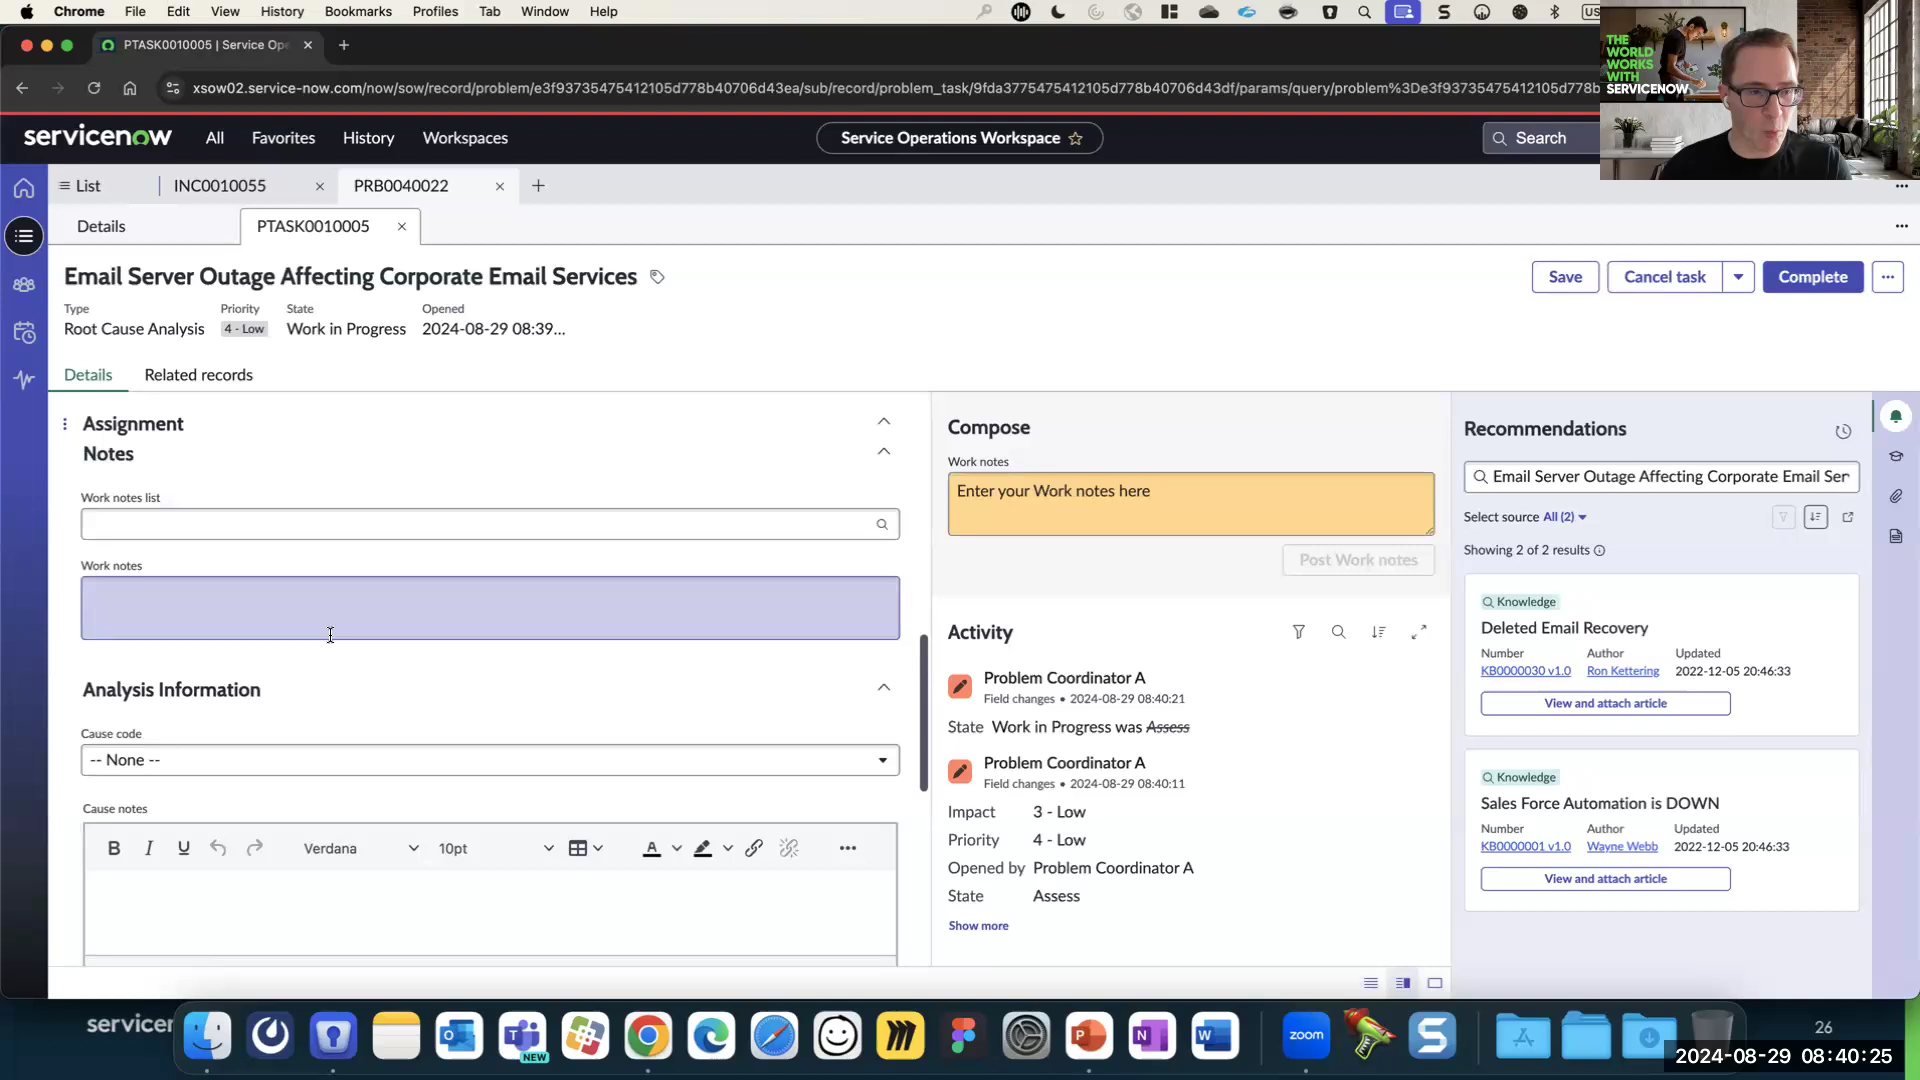 Chrome File Edit View History Bookmarks Profiles Tab Window Help
PTASK0010005 | Service Op
xsow02.service-now.com/now/sow/record/problem/e3f93735475412105d778b40706d43ea/sub/record/problem_task/9fda3775475412105d778b40706d43df/params/query/problem%3De3f93735475412105d778b
THE
WORLD
WORKS
WITH
SERVICENOW
servicenow All Favorites History Workspaces Service Operations Workspace Search
List INC0010055 PRB0040022
Details PTASK0010005
Email Server Outage Affecting Corporate Email Services
Save Cancel task Complete
Type Priority State Opened
Root Cause Analysis 4 - Low Work in Progress 2024-08-29 08:39...
Details Related records
Assignment
Notes
Work notes list
Work notes
Analysis Information
Cause code
-- None --
Cause notes
B I U Verdana 10pt A
Compose
Work notes
Enter your Work notes here
Post Work notes
Activity
Problem Coordinator A
Field changes • 2024-08-29 08:40:21
State Work in Progress was Assess
Problem Coordinator A
Field changes • 2024-08-29 08:40:11
Impact 3 - Low
Priority 4 - Low
Opened by Problem Coordinator A
State Assess
Show more
Recommendations
Email Server Outage Affecting Corporate Email Ser
Select source All (2)
Showing 2 of 2 results
Knowledge
Deleted Email Recovery
Number Author Updated
KB0000030 v1.0 Ron Kettering 2022-12-05 20:46:33
View and attach article
Knowledge
Sales Force Automation is DOWN
Number Author Updated
KB0000001 v1.0 Wayne Webb 2022-12-05 20:46:33
View and attach article
servicer
NEW
zoom
26
2024-08-29 08:40:25